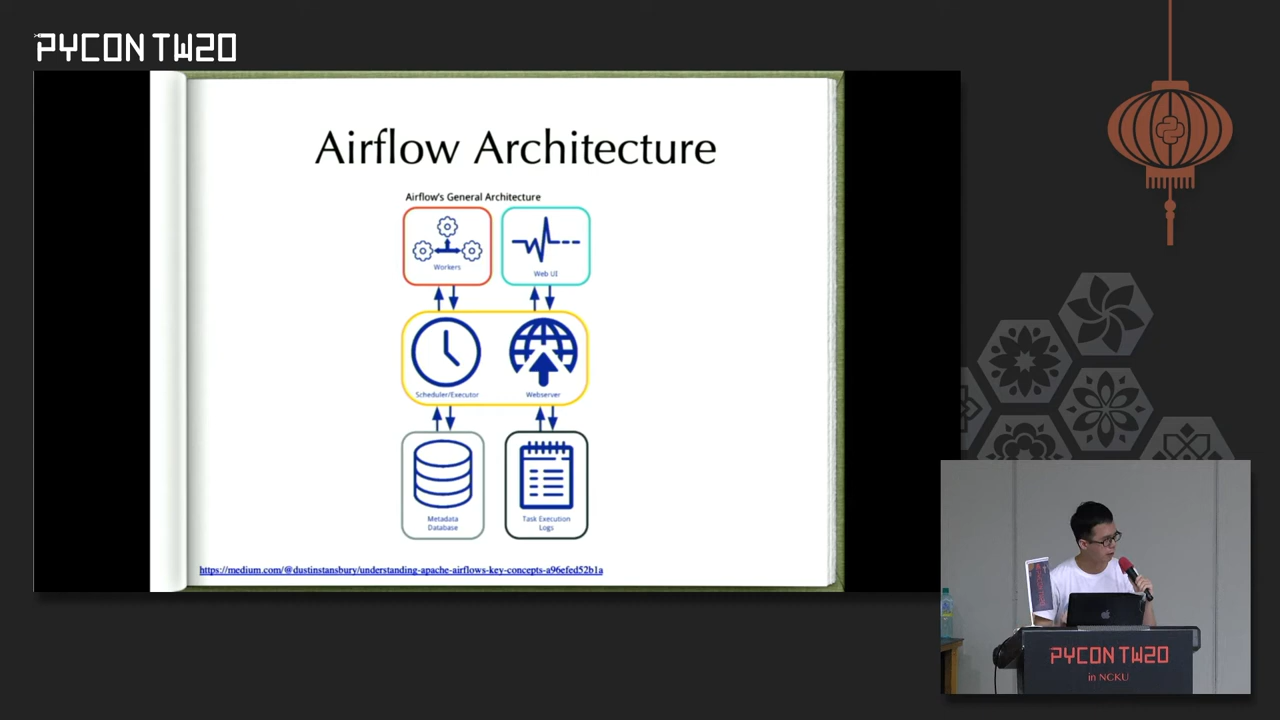 PYCON TW20
Airflow Architecture
Airflow's General Architecture
Workers
Web UI
Scheduler/Executor
Webserver
Metadata
Database
Task Execution
Logs
https://medium.com/@dustinstansbury/understanding-apache-airflows-key-concepts-a96efed52b1a
PYCON TW20
in NCKU